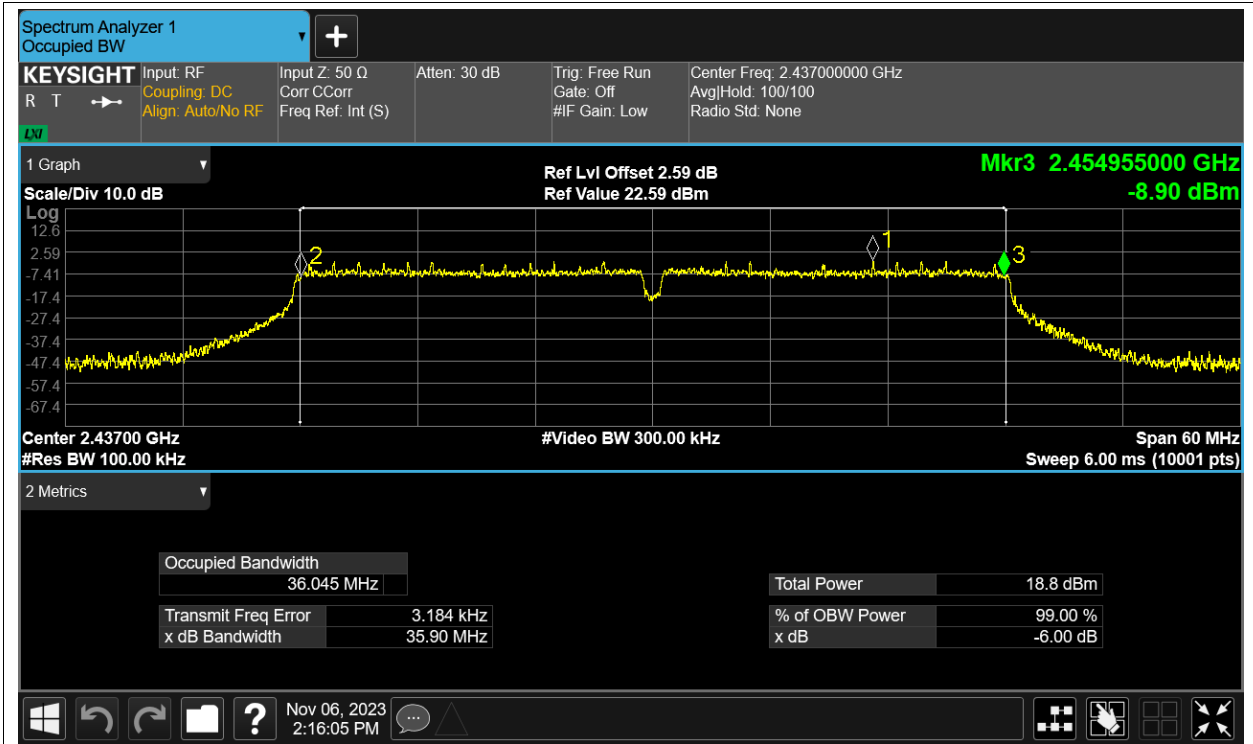 Spectrum Analyzer 1
Occupied BW
KEYSIGHT
R T
LXI
Input: RF
Coupling: DC
Align: Auto/No RF
Input Z: 50 Ω
Corr CCorr
Freq Ref: Int (S)
Atten: 30 dB
Trig: Free Run
Gate: Off
#IF Gain: Low
Center Freq: 2.437000000 GHz
Avg|Hold: 100/100
Radio Std: None
1 Graph
Scale/Div 10.0 dB
Ref Lvl Offset 2.59 dB
Ref Value 22.59 dBm
Mkr3 2.454955000 GHz
-8.90 dBm
Log
12.6
2.59
-7.41
-17.4
-27.4
-37.4
-47.4
-57.4
-67.4
2
1
3
Center 2.43700 GHz
#Video BW 300.00 kHz
Span 60 MHz
#Res BW 100.00 kHz
Sweep 6.00 ms (10001 pts)
2 Metrics
Occupied Bandwidth
36.045 MHz
Transmit Freq Error 3.184 kHz
x dB Bandwidth 35.90 MHz
Total Power 18.8 dBm
% of OBW Power 99.00 %
x dB -6.00 dB
?
Nov 06, 2023
2:16:05 PM